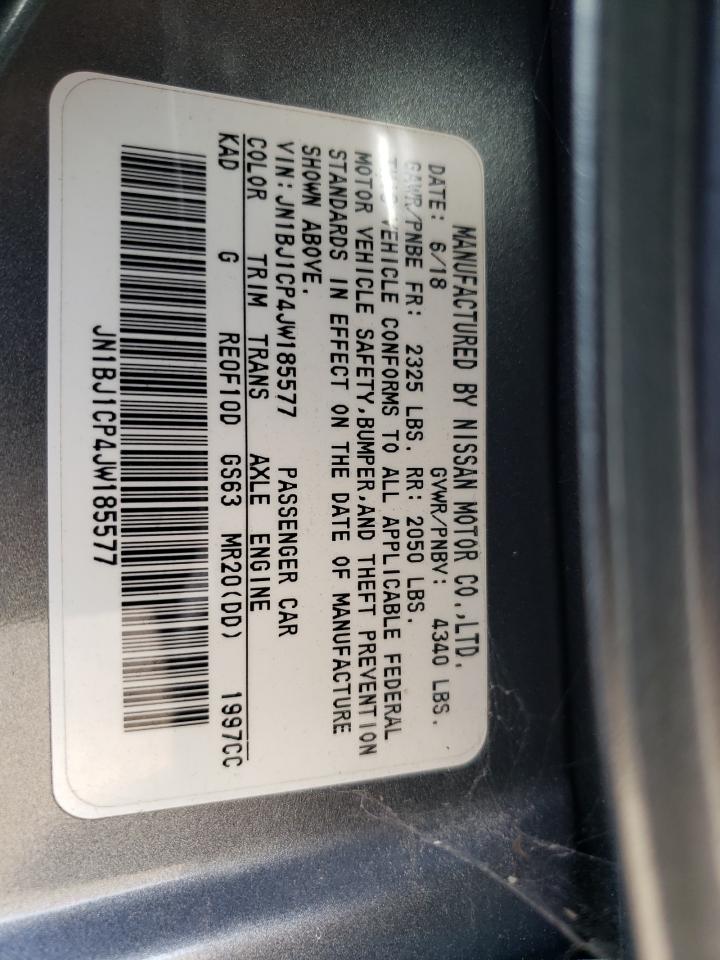 MANUFACTURED BY NISSAN MOTOR CO.,LTD.
DATE: 6/18 GVWR/PNBV: 4340 LBS.
GAWR/PNBE FR: 2325 LBS. RR: 2050 LBS.
THIS VEHICLE CONFORMS TO ALL APPLICABLE FEDERAL
MOTOR VEHICLE SAFETY,BUMPER,AND THEFT PREVENTION
STANDARDS IN EFFECT ON THE DATE OF MANUFACTURE
SHOWN ABOVE.
VIN:JN1BJ1CP4JW185577 PASSENGER CAR
COLOR TRIM TRANS AXLE ENGINE
KAD G RE0F10D GS63 MR20(DD) 1997CC
JN1BJ1CP4JW185577